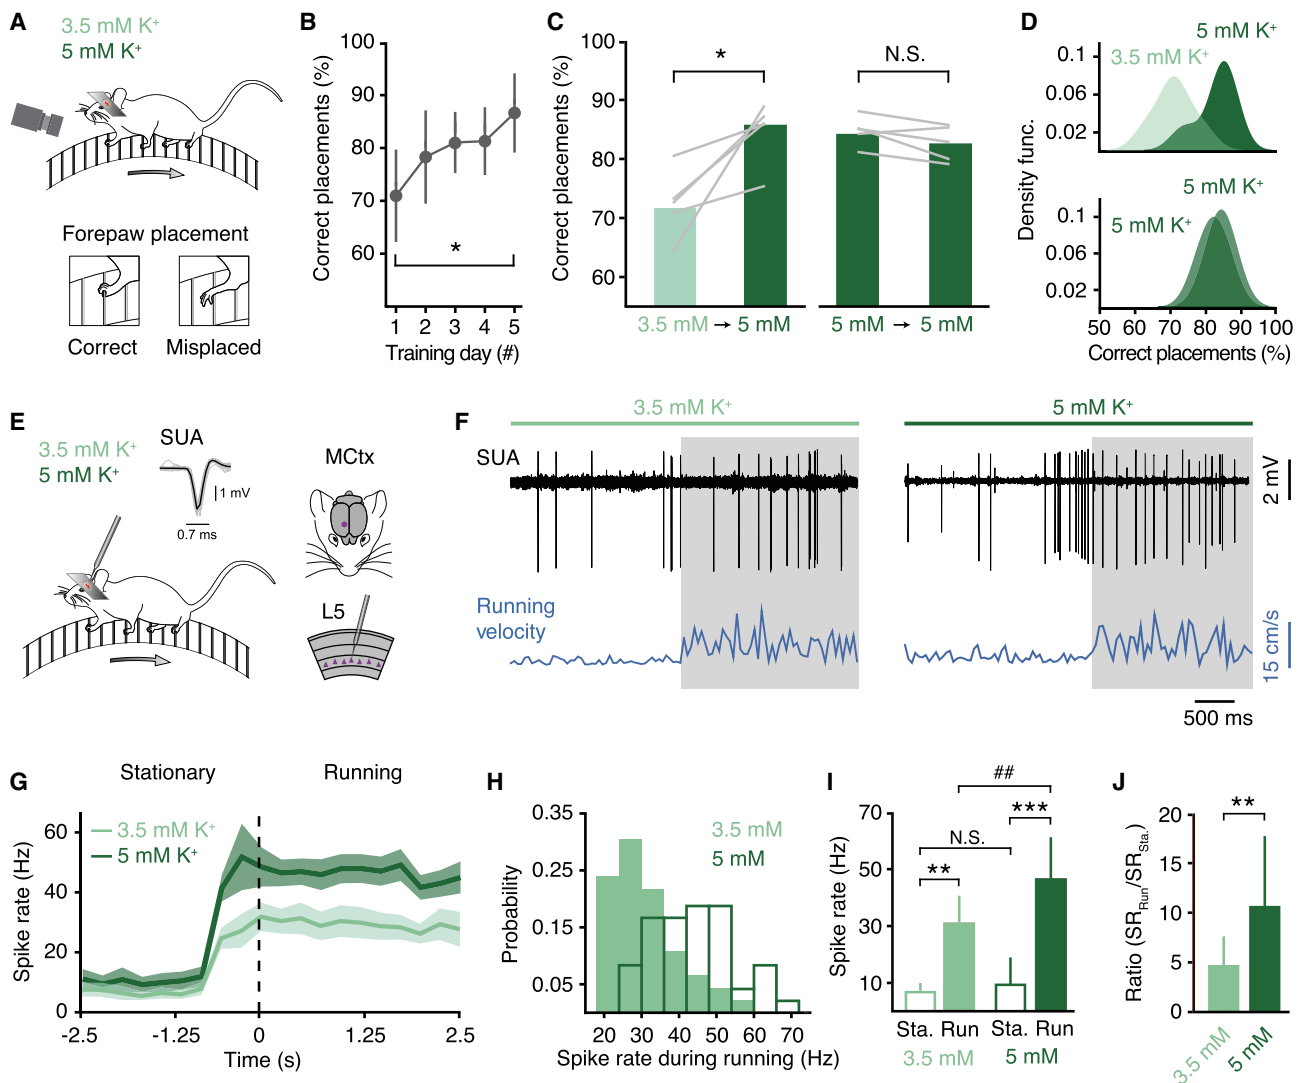 A
3.5 mM K+
5 mM K+
Forepaw placement
Correct
Misplaced
B
Correct placements (%)
100
90
80
70
60
*
1 2 3 4 5
Training day (#)
C
Correct placements (%)
100
90
80
70
60
*
N.S.
3.5 mM → 5 mM
5 mM → 5 mM
D
5 mM K+
3.5 mM K+
0.1
0.06
0.02
Density func.
5 mM K+
5 mM K+
0.1
0.06
0.02
50 60 70 80 90 100
Correct placements (%)
E
3.5 mM K+
5 mM K+
SUA
1 mV
0.7 ms
MCtx
L5
F
3.5 mM K+
5 mM K+
SUA
2 mV
Running
velocity
15 cm/s
500 ms
G
Stationary
Running
3.5 mM K+
5 mM K+
Spike rate (Hz)
60
40
20
0
-2.5 -1.25 0 1.25 2.5
Time (s)
H
Probability
0.35
0.25
0.15
0.05
3.5 mM
5 mM
20 30 40 50 60 70
Spike rate during running (Hz)
I
##
***
N.S.
**
Spike rate (Hz)
70
50
30
10
Sta. Run Sta. Run
3.5 mM 5 mM
J
**
Ratio (SRRun/SRSta.)
20
15
10
5
0
3.5 mM
5 mM